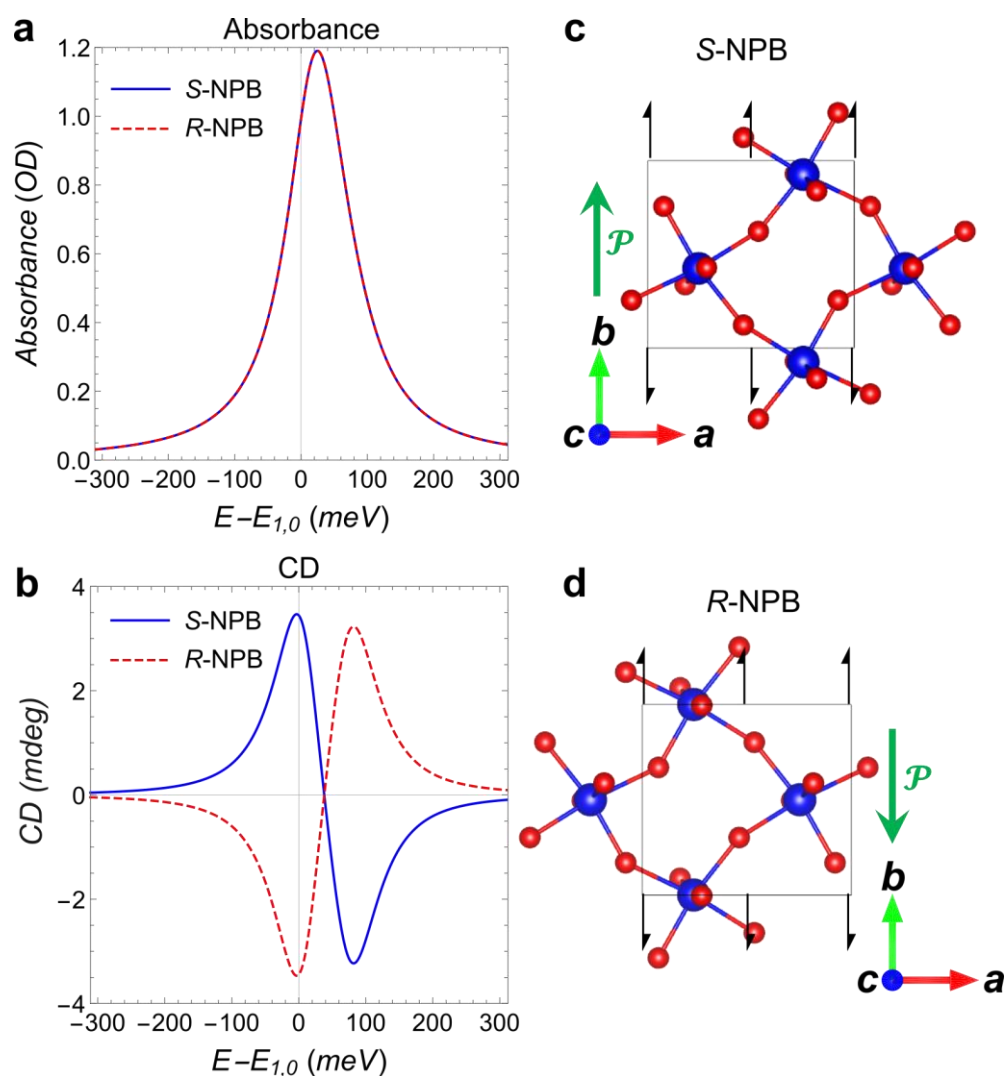 a
Absorbance
S-NPB
R-NPB
Absorbance (OD)
1.2
1.0
0.8
0.6
0.4
0.2
0.0
−300 −200 −100 0 100 200 300
E−E1,0 (meV)
b
CD
S-NPB
R-NPB
CD (mdeg)
4
2
0
−2
−4
−300 −200 −100 0 100 200 300
E−E1,0 (meV)
c
S-NPB
𝒫
b
c a
d
R-NPB
𝒫
b
c a